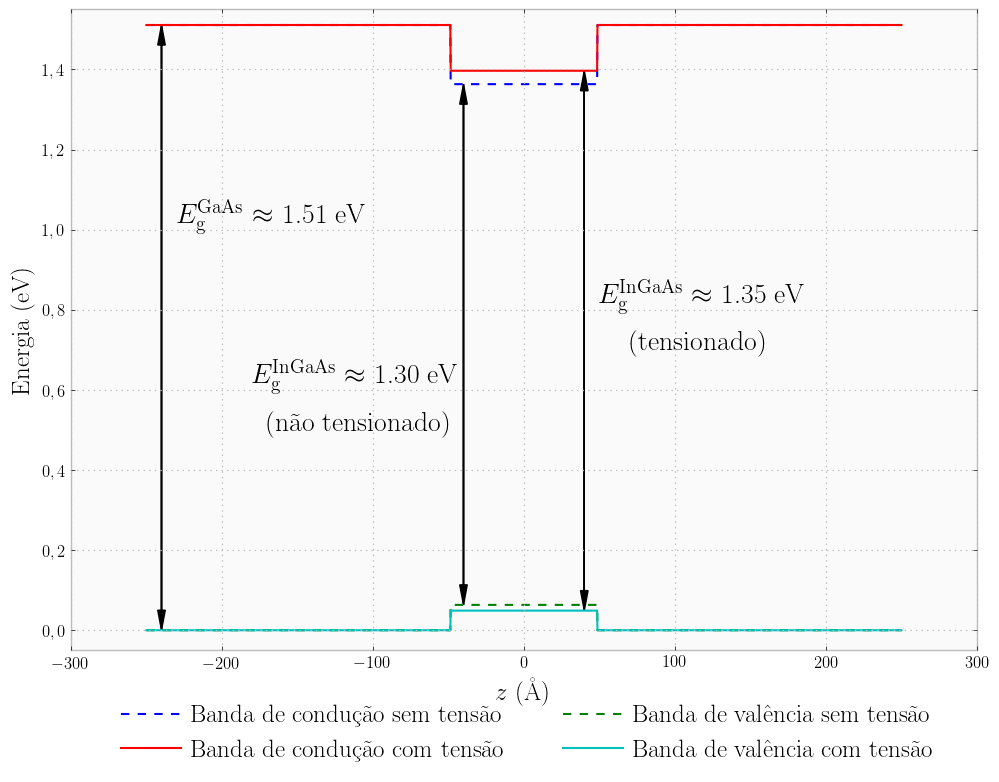 1,4
1,2
1,0
0,8
0,6
0,4
0,2
0,0
Energia (eV)
E_g^GaAs ≈ 1.51 eV
E_g^InGaAs ≈ 1.35 eV
(tensionado)
E_g^InGaAs ≈ 1.30 eV
(não tensionado)
−300 −200 −100 0 100 200 300
z (Å)
Banda de condução sem tensão
Banda de condução com tensão
Banda de valência sem tensão
Banda de valência com tensão